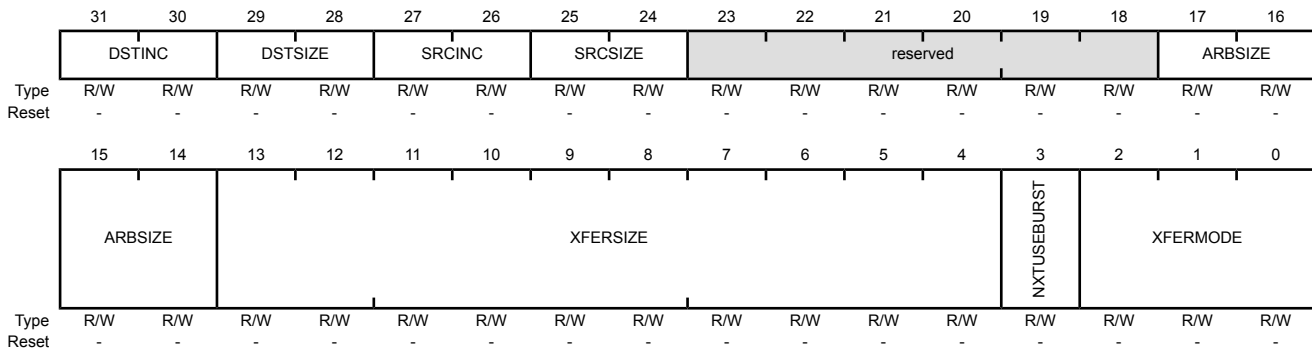 31 30 29 28 27 26 25 24 23 22 21 20 19 18 17 16
DSTINC DSTSIZE SRCINC SRCSIZE reserved ARBSIZE
Type R/W R/W R/W R/W R/W R/W R/W R/W R/W R/W R/W R/W R/W R/W R/W R/W
Reset - - - - - - - - - - - - - - - -
15 14 13 12 11 10 9 8 7 6 5 4 3 2 1 0
ARBSIZE XFERSIZE NXTUSEBURST XFERMODE
Type R/W R/W R/W R/W R/W R/W R/W R/W R/W R/W R/W R/W R/W R/W R/W R/W
Reset - - - - - - - - - - - - - - - -